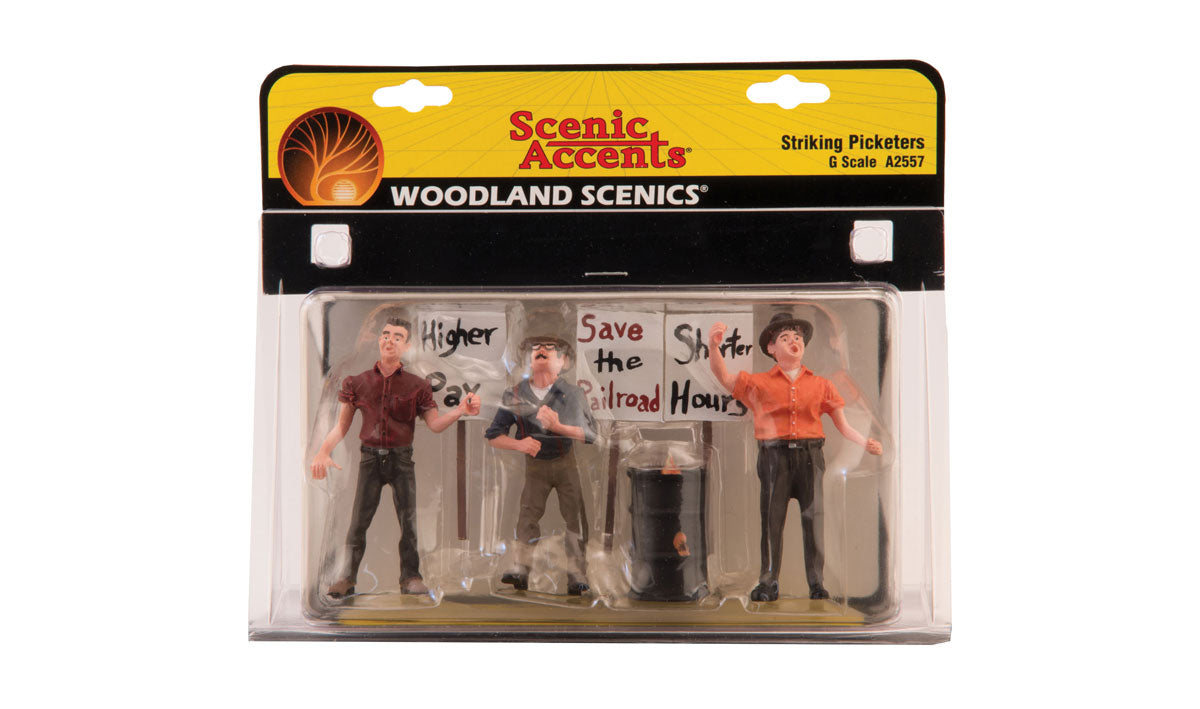 Scenic
Accents®
Striking Picketers
G Scale A2557
WOODLAND SCENICS®
Higher
Pay
Save
the
Railroad
Shorter
Hours